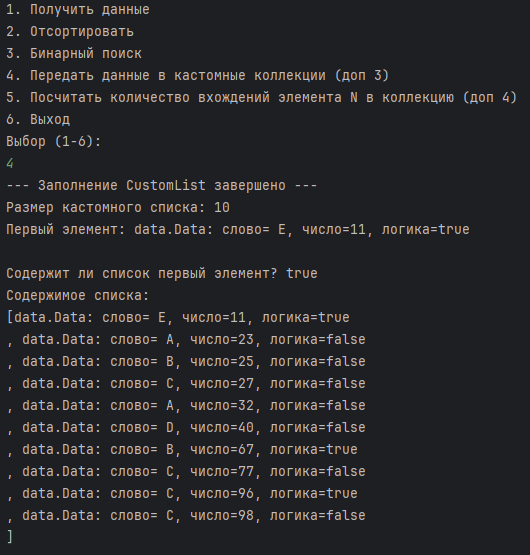 1. Получить данные
2. Отсортировать
3. Бинарный поиск
4. Передать данные в кастомные коллекции (доп 3)
5. Посчитать количество вхождений элемента N в коллекцию (доп 4)
6. Выход
Выбор (1-6):
4
--- Заполнение CustomList завершено ---
Размер кастомного списка: 10
Первый элемент: data.Data: слово= E, число=11, логика=true
Содержит ли список первый элемент? true
Содержимое списка:
[data.Data: слово= E, число=11, логика=true
, data.Data: слово= A, число=23, логика=false
, data.Data: слово= B, число=25, логика=false
, data.Data: слово= C, число=27, логика=false
, data.Data: слово= A, число=32, логика=false
, data.Data: слово= D, число=40, логика=false
, data.Data: слово= B, число=67, логика=true
, data.Data: слово= C, число=77, логика=false
, data.Data: слово= C, число=96, логика=true
, data.Data: слово= C, число=98, логика=false
]